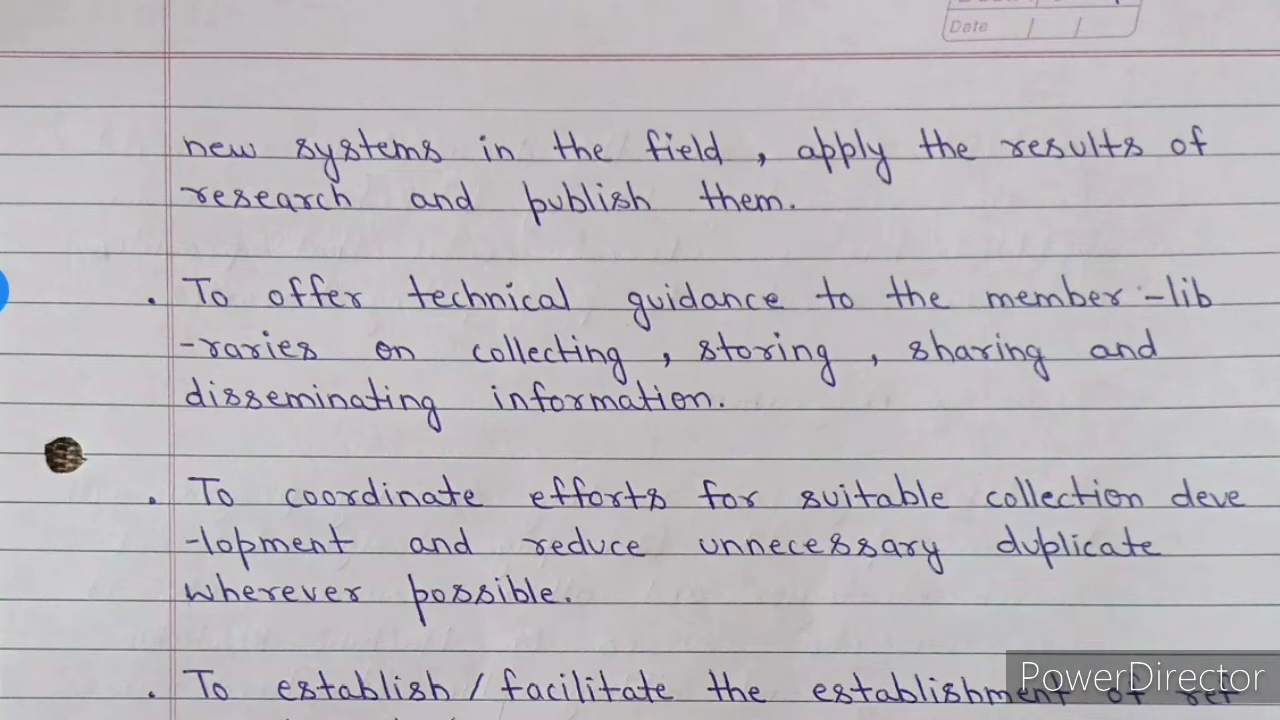 Date / /
new systems in the field , apply the results of
research and publish them.
. To offer technical guidance to the member -lib
-raries on collecting , storing , sharing and
disseminating information.
. To coordinate efforts for suitable collection deve
-lopment and reduce unnecessary duplicate
wherever possible.
. To establish / facilitate the establishment of ref
PowerDirector